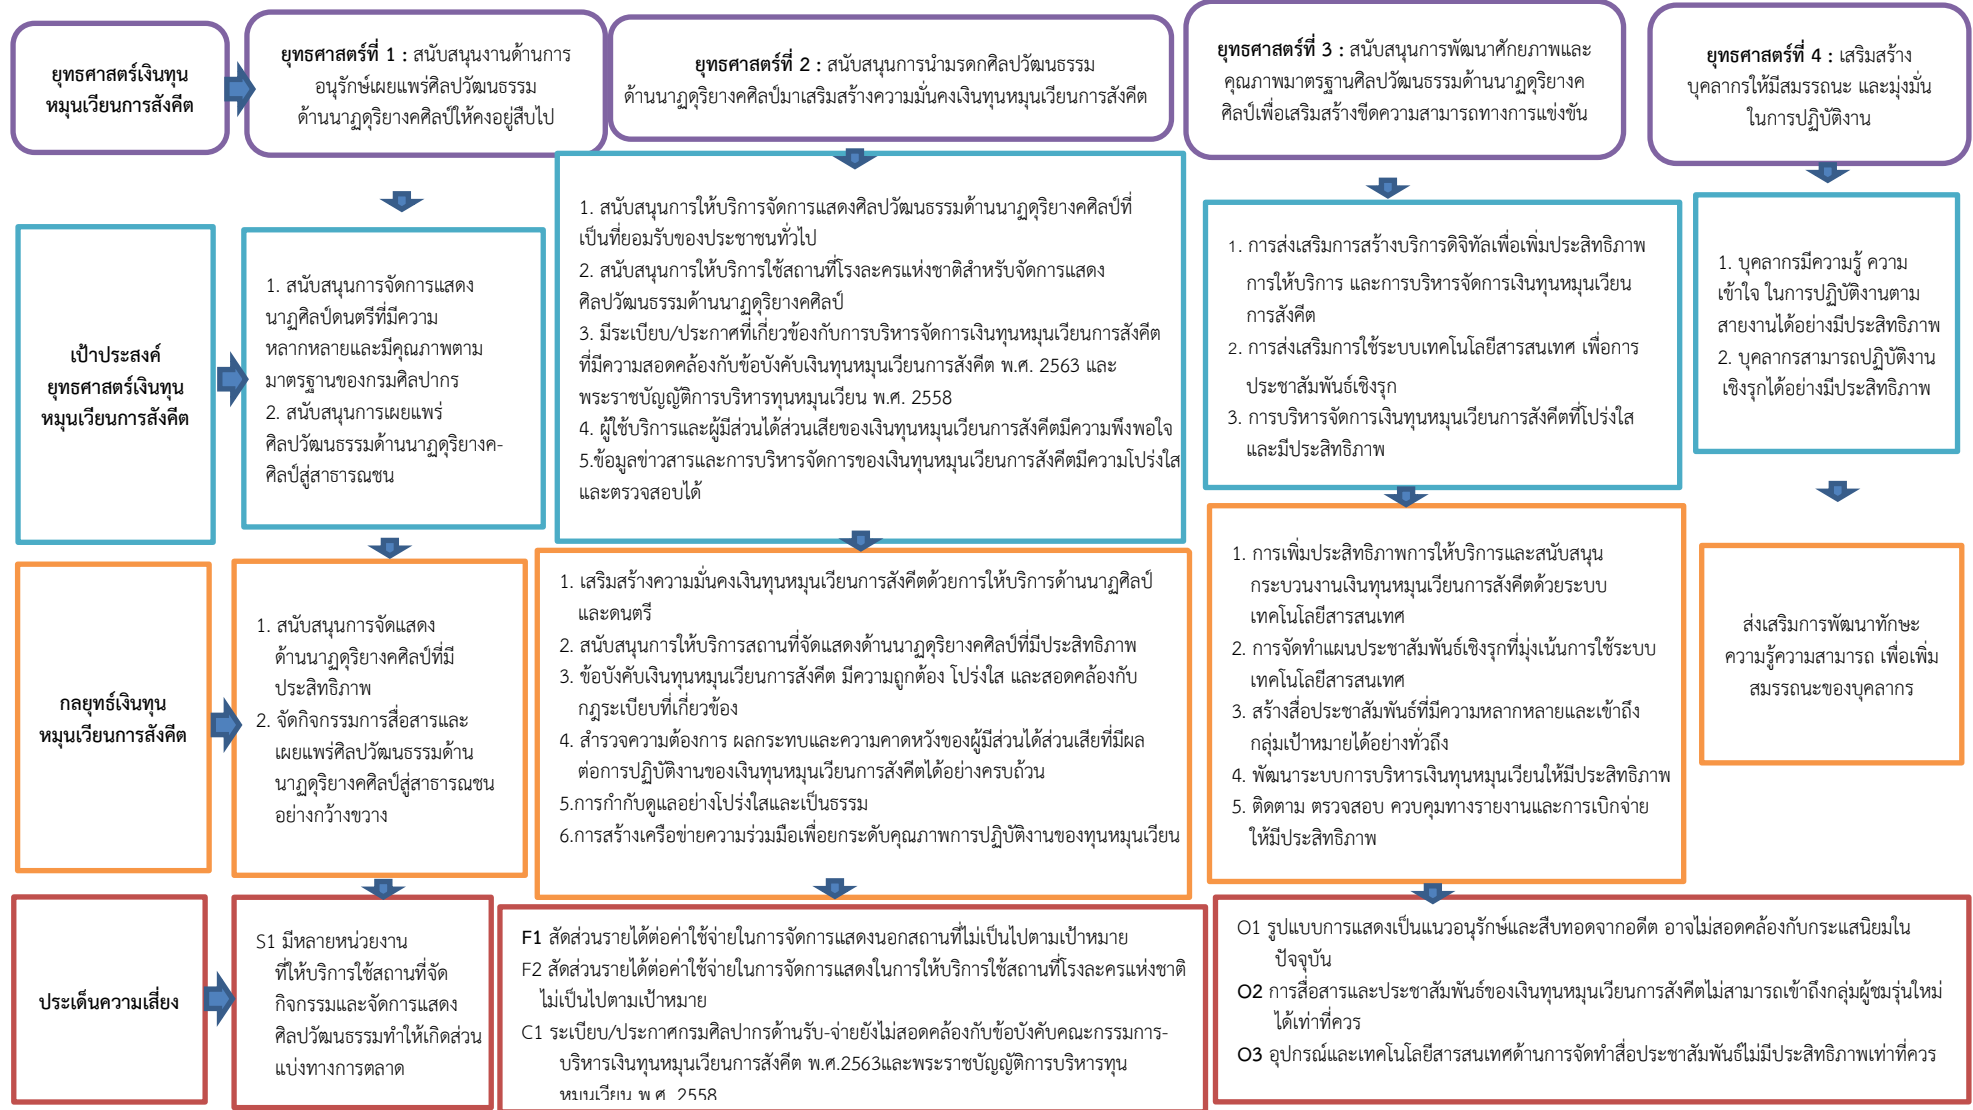 ยุทธศาสตร์เงินทุน
หมุนเวียนการสังคีต
ยุทธศาสตร์ที่ 1 : สนับสนุนงานด้านการ
อนุรักษ์เผยแพร่ศิลปวัฒนธรรม
ด้านนาฏดุริยางคศิลป์ให้คงอยู่สืบไป
ยุทธศาสตร์ที่ 2 : สนับสนุนการนำมรดกศิลปวัฒนธรรม
ด้านนาฏดุริยางคศิลป์มาเสริมสร้างความมั่นคงเงินทุนหมุนเวียนการสังคีต
ยุทธศาสตร์ที่ 3 : สนับสนุนการพัฒนาศักยภาพและ
คุณภาพมาตรฐานศิลปวัฒนธรรมด้านนาฏดุริยางค
ศิลป์เพื่อเสริมสร้างขีดความสามารถทางการแข่งขัน
ยุทธศาสตร์ที่ 4 : เสริมสร้าง
บุคลากรให้มีสมรรถนะ และมุ่งมั่น
ในการปฏิบัติงาน
เป้าประสงค์
ยุทธศาสตร์เงินทุน
หมุนเวียนการสังคีต
1. สนับสนุนการจัดการแสดง
นาฏศิลป์ดนตรีที่มีความ
หลากหลายและมีคุณภาพตาม
มาตรฐานของกรมศิลปากร
2. สนับสนุนการเผยแพร่
ศิลปวัฒนธรรมด้านนาฏดุริยางค-
ศิลป์สู่สาธารณชน
1. สนับสนุนการให้บริการจัดการแสดงศิลปวัฒนธรรมด้านนาฏดุริยางคศิลป์ที่
เป็นที่ยอมรับของประชาชนทั่วไป
2. สนับสนุนการให้บริการใช้สถานที่โรงละครแห่งชาติสำหรับจัดการแสดง
ศิลปวัฒนธรรมด้านนาฏดุริยางคศิลป์
3. มีระเบียบ/ประกาศที่เกี่ยวข้องกับการบริหารจัดการเงินทุนหมุนเวียนการสังคีต
ที่มีความสอดคล้องกับข้อบังคับเงินทุนหมุนเวียนการสังคีต พ.ศ. 2563 และ
พระราชบัญญัติการบริหารทุนหมุนเวียน พ.ศ. 2558
4. ผู้ใช้บริการและผู้มีส่วนได้ส่วนเสียของเงินทุนหมุนเวียนการสังคีตมีความพึงพอใจ
5.ข้อมูลข่าวสารและการบริหารจัดการของเงินทุนหมุนเวียนการสังคีตมีความโปร่งใส
และตรวจสอบได้
1. การส่งเสริมการสร้างบริการดิจิทัลเพื่อเพิ่มประสิทธิภาพ
การให้บริการ และการบริหารจัดการเงินทุนหมุนเวียน
การสังคีต
2. การส่งเสริมการใช้ระบบเทคโนโลยีสารสนเทศ เพื่อการ
ประชาสัมพันธ์เชิงรุก
3. การบริหารจัดการเงินทุนหมุนเวียนการสังคีตที่โปร่งใส
และมีประสิทธิภาพ
1. บุคลากรมีความรู้ ความ
เข้าใจ ในการปฏิบัติงานตาม
สายงานได้อย่างมีประสิทธิภาพ
2. บุคลากรสามารถปฏิบัติงาน
เชิงรุกได้อย่างมีประสิทธิภาพ
กลยุทธ์เงินทุน
หมุนเวียนการสังคีต
1. สนับสนุนการจัดแสดง
ด้านนาฏดุริยางคศิลป์ที่มี
ประสิทธิภาพ
2. จัดกิจกรรมการสื่อสารและ
เผยแพร่ศิลปวัฒนธรรมด้าน
นาฏดุริยางคศิลป์สู่สาธารณชน
อย่างกว้างขวาง
1. เสริมสร้างความมั่นคงเงินทุนหมุนเวียนการสังคีตด้วยการให้บริการด้านนาฏศิลป์
และดนตรี
2. สนับสนุนการให้บริการสถานที่จัดแสดงด้านนาฏดุริยางคศิลป์ที่มีประสิทธิภาพ
3. ข้อบังคับเงินทุนหมุนเวียนการสังคีต มีความถูกต้อง โปร่งใส และสอดคล้องกับ
กฎระเบียบที่เกี่ยวข้อง
4. สำรวจความต้องการ ผลกระทบและความคาดหวังของผู้มีส่วนได้ส่วนเสียที่มีผล
ต่อการปฏิบัติงานของเงินทุนหมุนเวียนการสังคีตได้อย่างครบถ้วน
5.การกำกับดูแลอย่างโปร่งใสและเป็นธรรม
6.การสร้างเครือข่ายความร่วมมือเพื่อยกระดับคุณภาพการปฏิบัติงานของทุนหมุนเวียน
1. การเพิ่มประสิทธิภาพการให้บริการและสนับสนุน
กระบวนงานเงินทุนหมุนเวียนการสังคีตด้วยระบบ
เทคโนโลยีสารสนเทศ
2. การจัดทำแผนประชาสัมพันธ์เชิงรุกที่มุ่งเน้นการใช้ระบบ
เทคโนโลยีสารสนเทศ
3. สร้างสื่อประชาสัมพันธ์ที่มีความหลากหลายและเข้าถึง
กลุ่มเป้าหมายได้อย่างทั่วถึง
4. พัฒนาระบบการบริหารเงินทุนหมุนเวียนให้มีประสิทธิภาพ
5. ติดตาม ตรวจสอบ ควบคุมทางรายงานและการเบิกจ่าย
ให้มีประสิทธิภาพ
ส่งเสริมการพัฒนาทักษะ
ความรู้ความสามารถ เพื่อเพิ่ม
สมรรถนะของบุคลากร
ประเด็นความเสี่ยง
S1 มีหลายหน่วยงาน
ที่ให้บริการใช้สถานที่จัด
กิจกรรมและจัดการแสดง
ศิลปวัฒนธรรมทำให้เกิดส่วน
แบ่งทางการตลาด
F1 สัดส่วนรายได้ต่อค่าใช้จ่ายในการจัดการแสดงนอกสถานที่ไม่เป็นไปตามเป้าหมาย
F2 สัดส่วนรายได้ต่อค่าใช้จ่ายในการจัดการแสดงในการให้บริการใช้สถานที่โรงละครแห่งชาติ
ไม่เป็นไปตามเป้าหมาย
C1 ระเบียบ/ประกาศกรมศิลปากรด้านรับ-จ่ายยังไม่สอดคล้องกับข้อบังคับคณะกรรมการ-
บริหารเงินทุนหมุนเวียนการสังคีต พ.ศ.2563และพระราชบัญญัติการบริหารทุน
หมุนเวียน พ.ศ. 2558
O1 รูปแบบการแสดงเป็นแนวอนุรักษ์และสืบทอดจากอดีต อาจไม่สอดคล้องกับกระแสนิยมใน
ปัจจุบัน
O2 การสื่อสารและประชาสัมพันธ์ของเงินทุนหมุนเวียนการสังคีตไม่สามารถเข้าถึงกลุ่มผู้ชมรุ่นใหม่
ได้เท่าที่ควร
O3 อุปกรณ์และเทคโนโลยีสารสนเทศด้านการจัดทำสื่อประชาสัมพันธ์ไม่มีประสิทธิภาพเท่าที่ควร